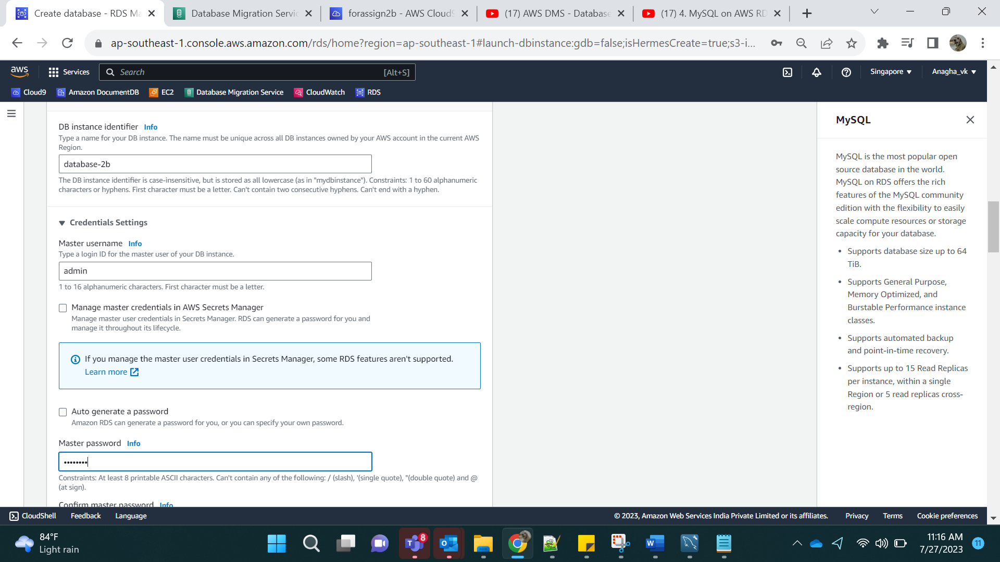 Create database - RDS Ma
Database Migration Servic
forassign2b - AWS Cloud9
(17) AWS DMS - Database
(17) 4. MySQL on AWS RD
ap-southeast-1.console.aws.amazon.com/rds/home?region=ap-southeast-1#launch-dbinstance:gdb=false;isHermesCreate=true;s3-i...
aws
Services
Search
[Alt+S]
Singapore ▼
Anagha_vk ▼
Cloud9
Amazon DocumentDB
EC2
Database Migration Service
CloudWatch
RDS
DB instance identifier Info
Type a name for your DB instance. The name must be unique across all DB instances owned by your AWS account in the current AWS
Region.
database-2b
The DB instance identifier is case-insensitive, but is stored as all lowercase (as in "mydbinstance"). Constraints: 1 to 60 alphanumeric
characters or hyphens. First character must be a letter. Can't contain two consecutive hyphens. Can't end with a hyphen.
▼ Credentials Settings
Master username Info
Type a login ID for the master user of your DB instance.
admin
1 to 16 alphanumeric characters. First character must be a letter.
Manage master credentials in AWS Secrets Manager
Manage master user credentials in Secrets Manager. RDS can generate a password for you and
manage it throughout its lifecycle.
If you manage the master user credentials in Secrets Manager, some RDS features aren't supported.
Learn more
Auto generate a password
Amazon RDS can generate a password for you, or you can specify your own password.
Master password Info
••••••••
Constraints: At least 8 printable ASCII characters. Can't contain any of the following: / (slash), '(single quote), "(double quote) and @
(at sign).
Confirm master password Info
MySQL
MySQL is the most popular open
source database in the world.
MySQL on RDS offers the rich
features of the MySQL community
edition with the flexibility to easily
scale compute resources or storage
capacity for your database.
• Supports database size up to 64
TiB.
• Supports General Purpose,
Memory Optimized, and
Burstable Performance instance
classes.
• Supports automated backup
and point-in-time recovery.
• Supports up to 15 Read Replicas
per instance, within a single
Region or 5 read replicas cross-
region.
CloudShell
Feedback
Language
© 2023, Amazon Web Services India Private Limited or its affiliates.
Privacy
Terms
Cookie preferences
84°F
Light rain
8
11:16 AM
7/27/2023
11